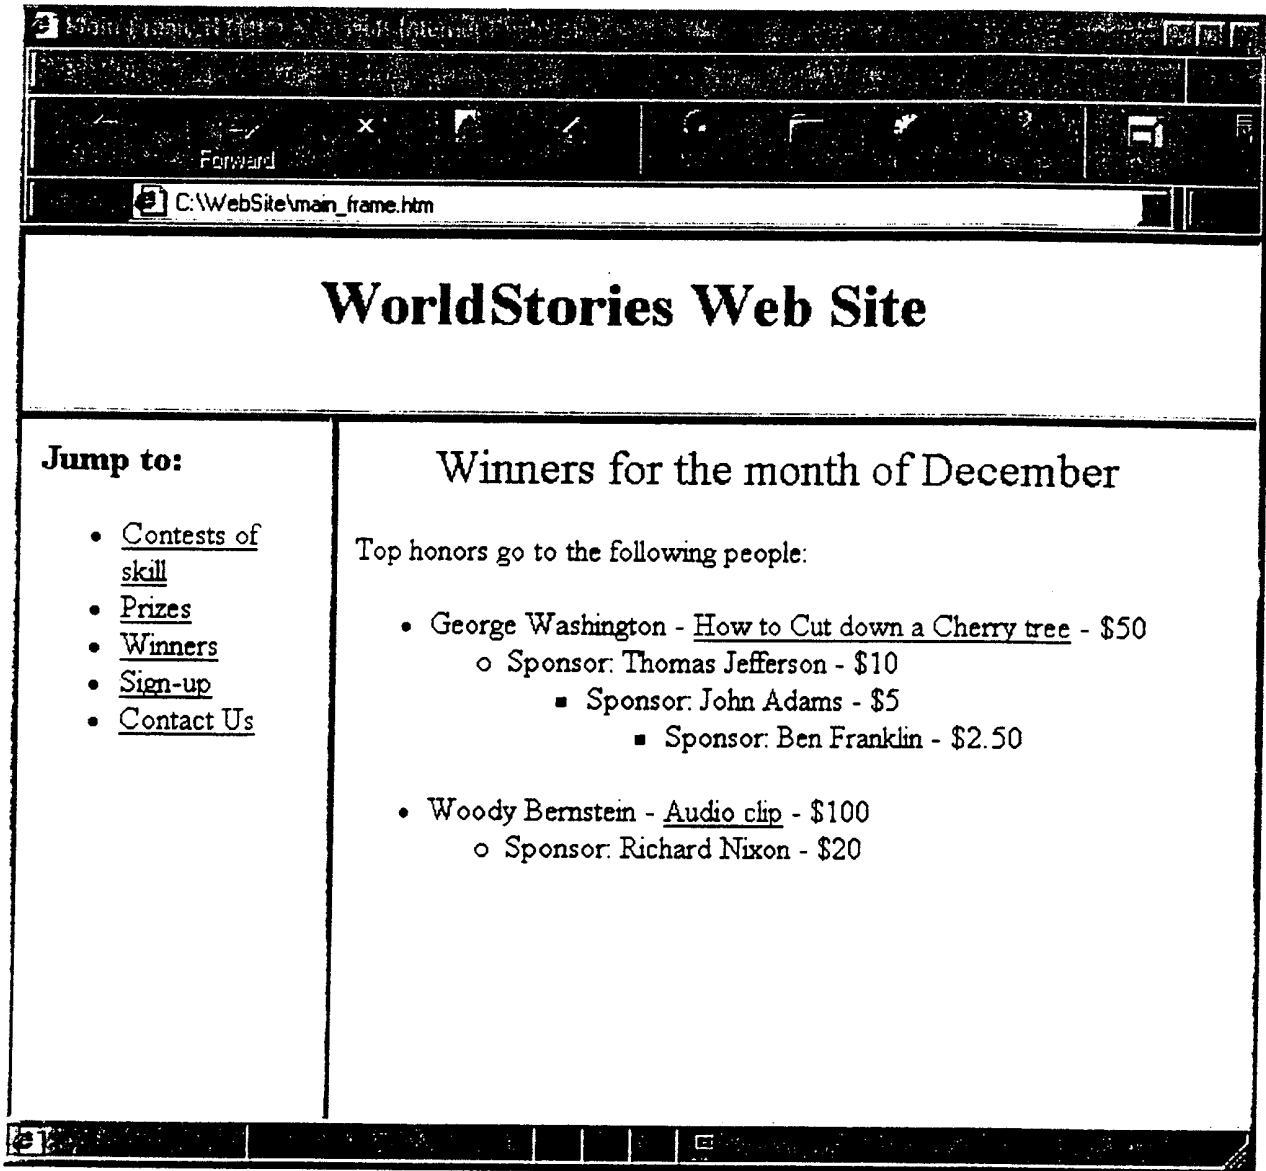 Forward
C:\WebSite\main_frame.htm
WorldStories Web Site
Jump to:
Contests of
skill
Prizes
Winners
Sign-up
Contact Us
Winners for the month of December
Top honors go to the following people:
George Washington - How to Cut down a Cherry tree - $50
Sponsor: Thomas Jefferson - $10
Sponsor: John Adams - $5
Sponsor: Ben Franklin - $2.50
Woody Bernstein - Audio clip - $100
Sponsor: Richard Nixon - $20